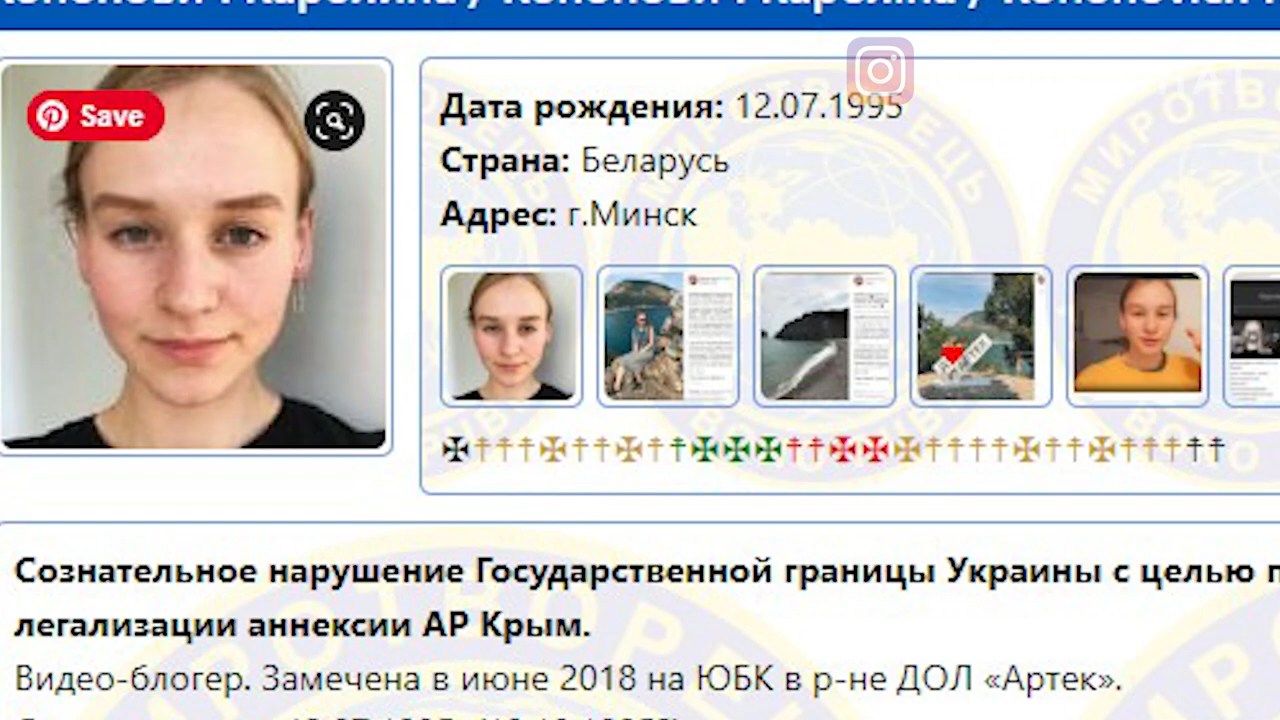 Save
Дата рождения: 12.07.1995
Страна: Беларусь
Адрес: г.Минск
Сознательное нарушение Государственной границы Украины с целью п
легализации аннексии АР Крым.
Видео-блогер. Замечена в июне 2018 на ЮБК в р-не ДОЛ «Артек».
МИРОТВОРЕЦЬ